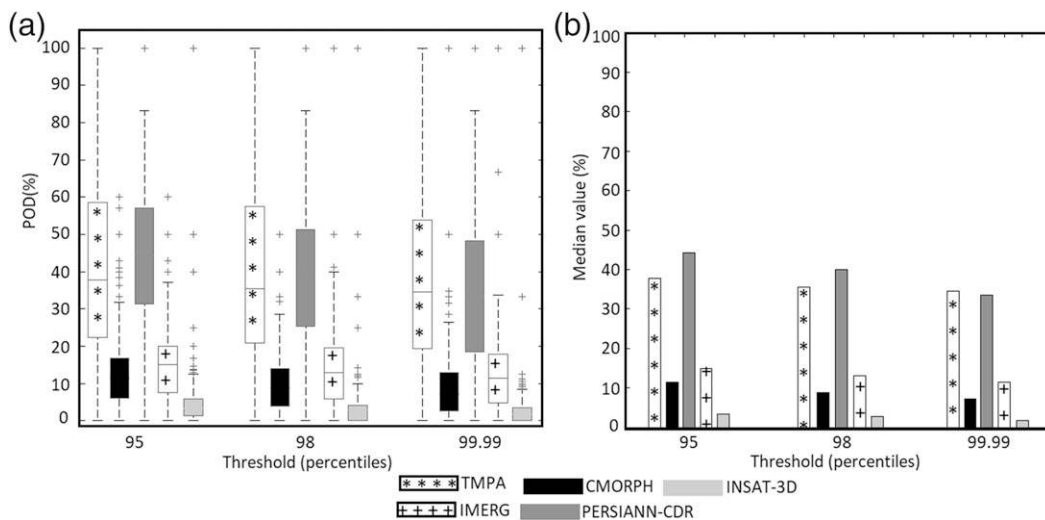 (a)
POD(%)
100
90
80
70
60
50
40
30
20
10
0
95 98 99.99
Threshold (percentiles)
(b)
Median value (%)
100
90
80
70
60
50
40
30
20
10
0
95 98 99.99
Threshold (percentiles)
TMPA CMORPH INSAT-3D
IMERG PERSIANN-CDR